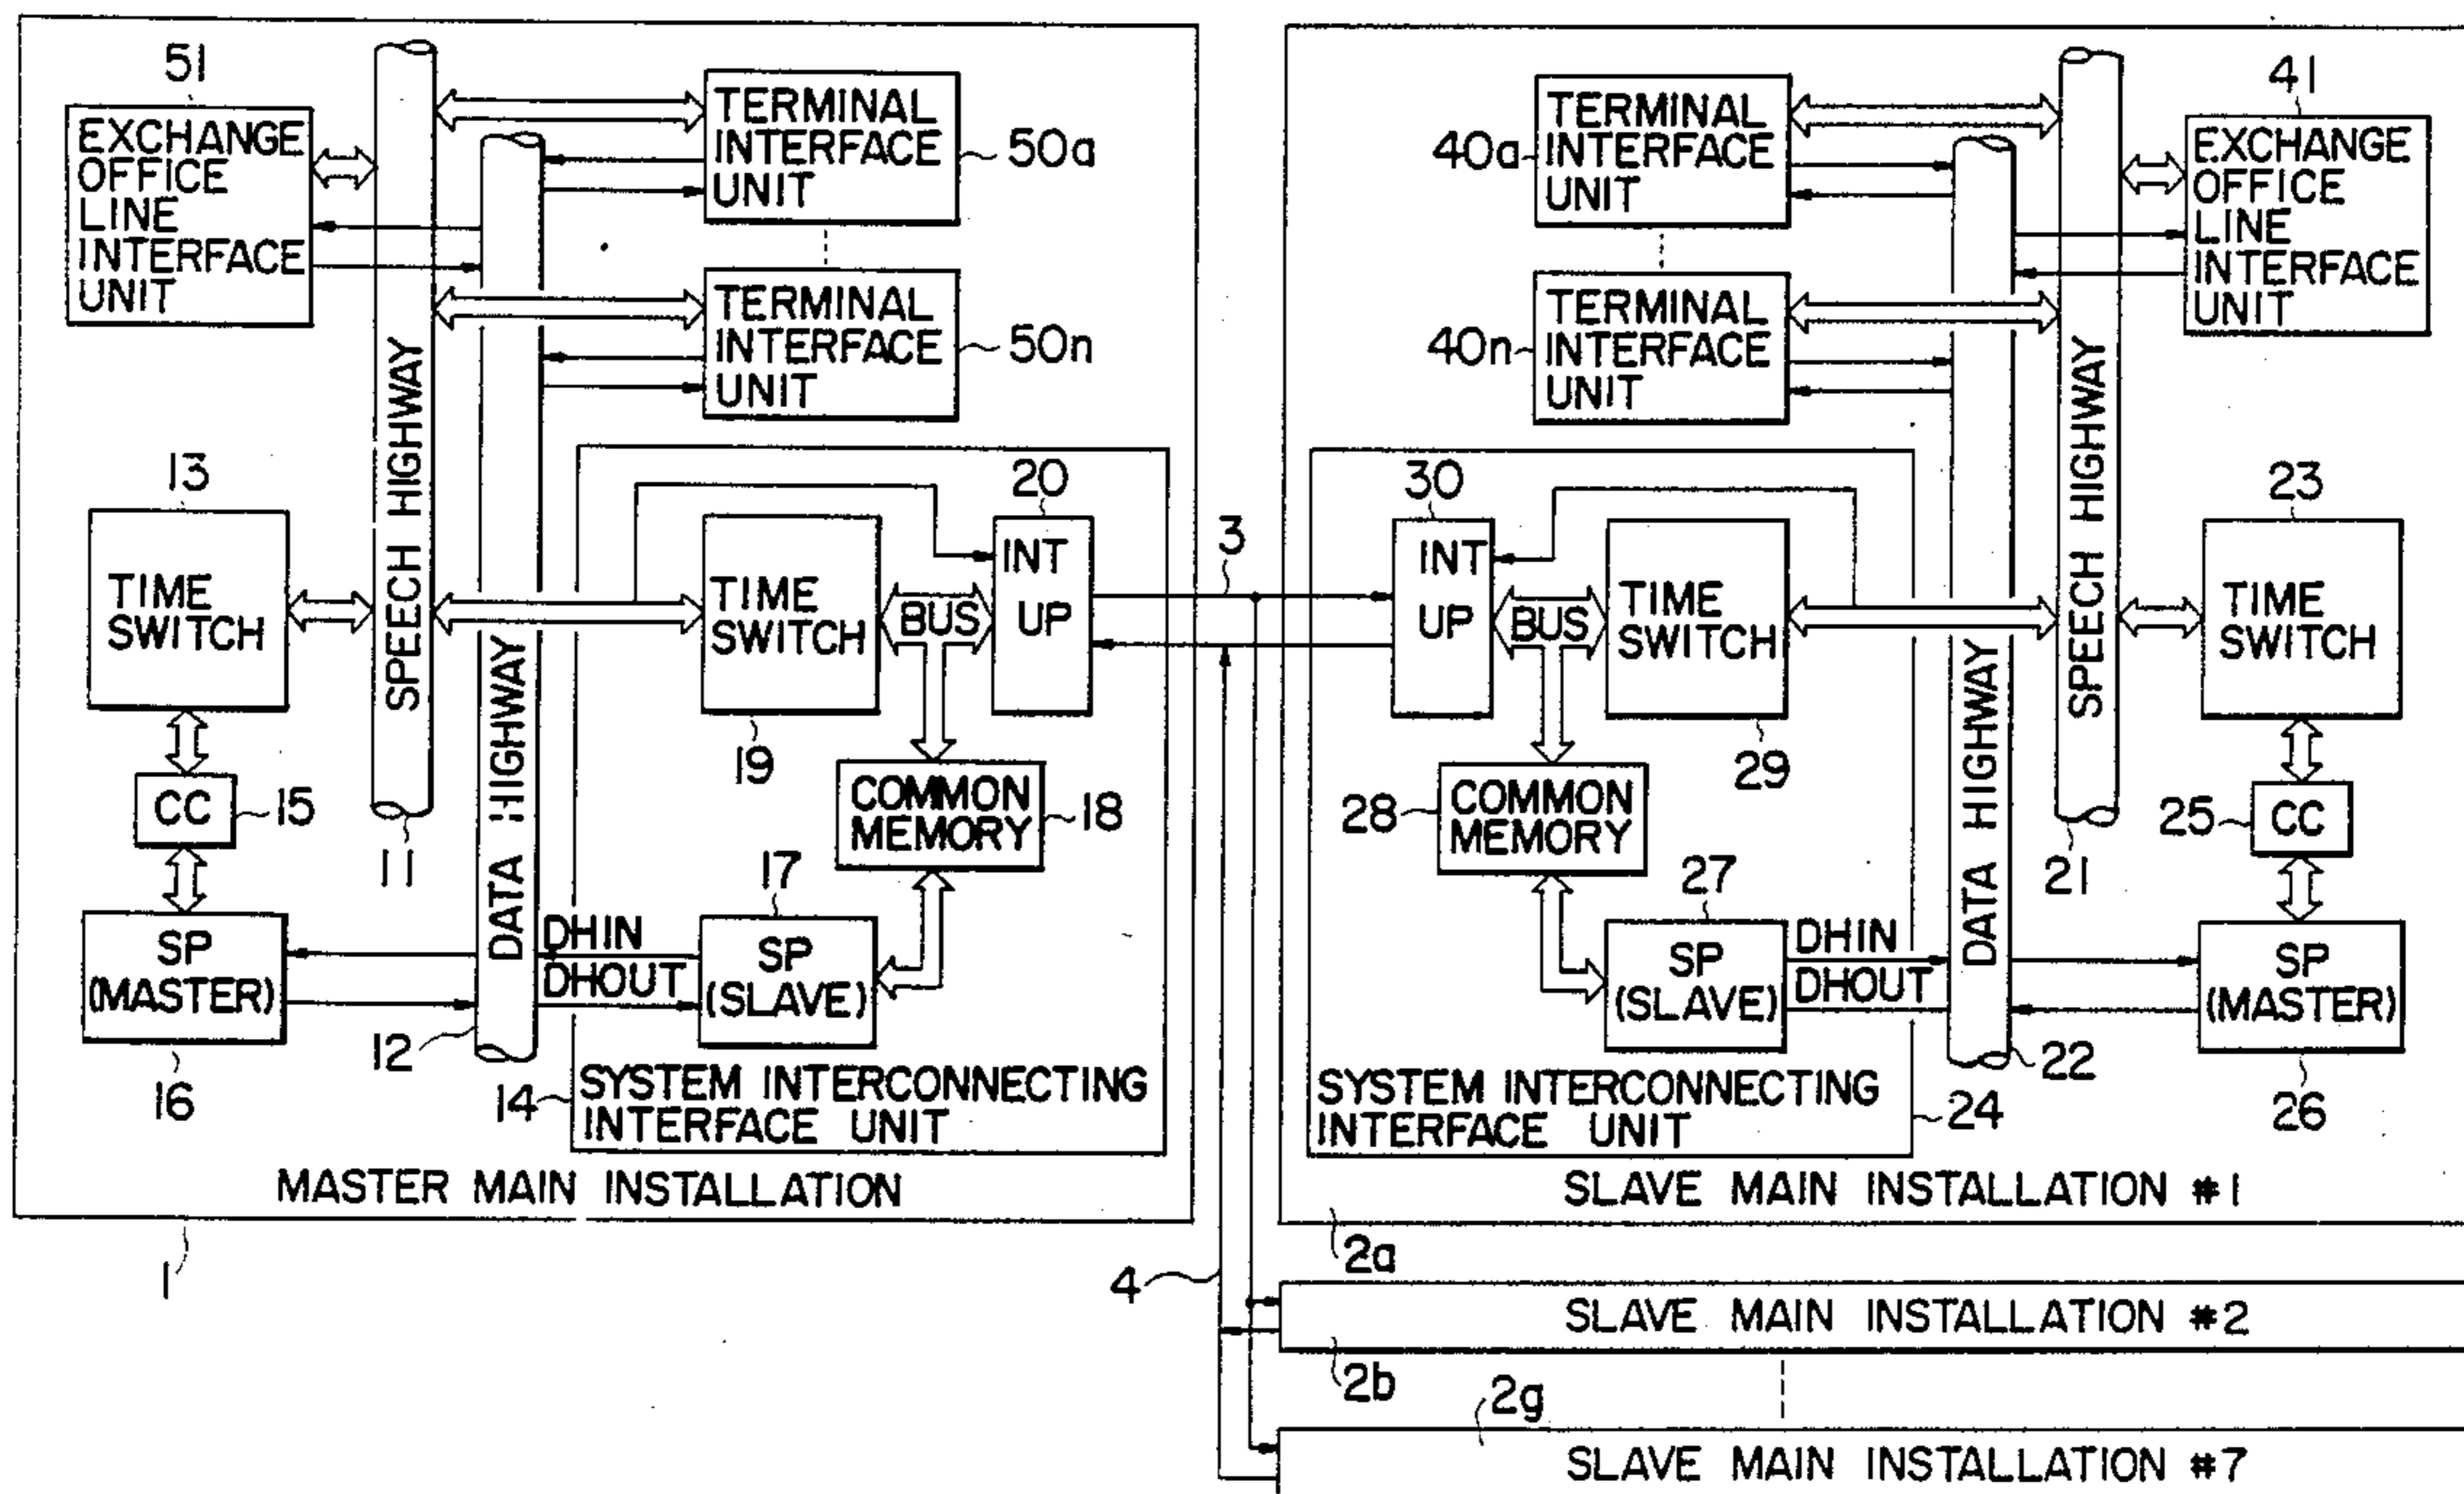 51
EXCHANGE
OFFICE
LINE
INTERFACE
UNIT
TERMINAL
INTERFACE
UNIT
50a
TERMINAL
INTERFACE
UNIT
50n
SPEECH HIGHWAY
11
DATA HIGHWAY
12
13
TIME
SWITCH
CC
15
SP
(MASTER)
16
TIME
SWITCH
19
BUS
20
INT
UP
COMMON
MEMORY
18
17
SP
(SLAVE)
DHIN
DHOUT
14
SYSTEM INTERCONNECTING
INTERFACE UNIT
MASTER MAIN INSTALLATION
1
3
4
40a
TERMINAL
INTERFACE
UNIT
40n
TERMINAL
INTERFACE
UNIT
41
EXCHANGE
OFFICE
LINE
INTERFACE
UNIT
30
INT
UP
BUS
TIME
SWITCH
29
28
COMMON
MEMORY
27
SP
(SLAVE)
DHIN
DHOUT
DATA HIGHWAY
22
SPEECH HIGHWAY
21
23
TIME
SWITCH
25
CC
SP
(MASTER)
26
SYSTEM INTERCONNECTING
INTERFACE UNIT
24
SLAVE MAIN INSTALLATION #1
2a
SLAVE MAIN INSTALLATION #2
2b
2g
SLAVE MAIN INSTALLATION #7